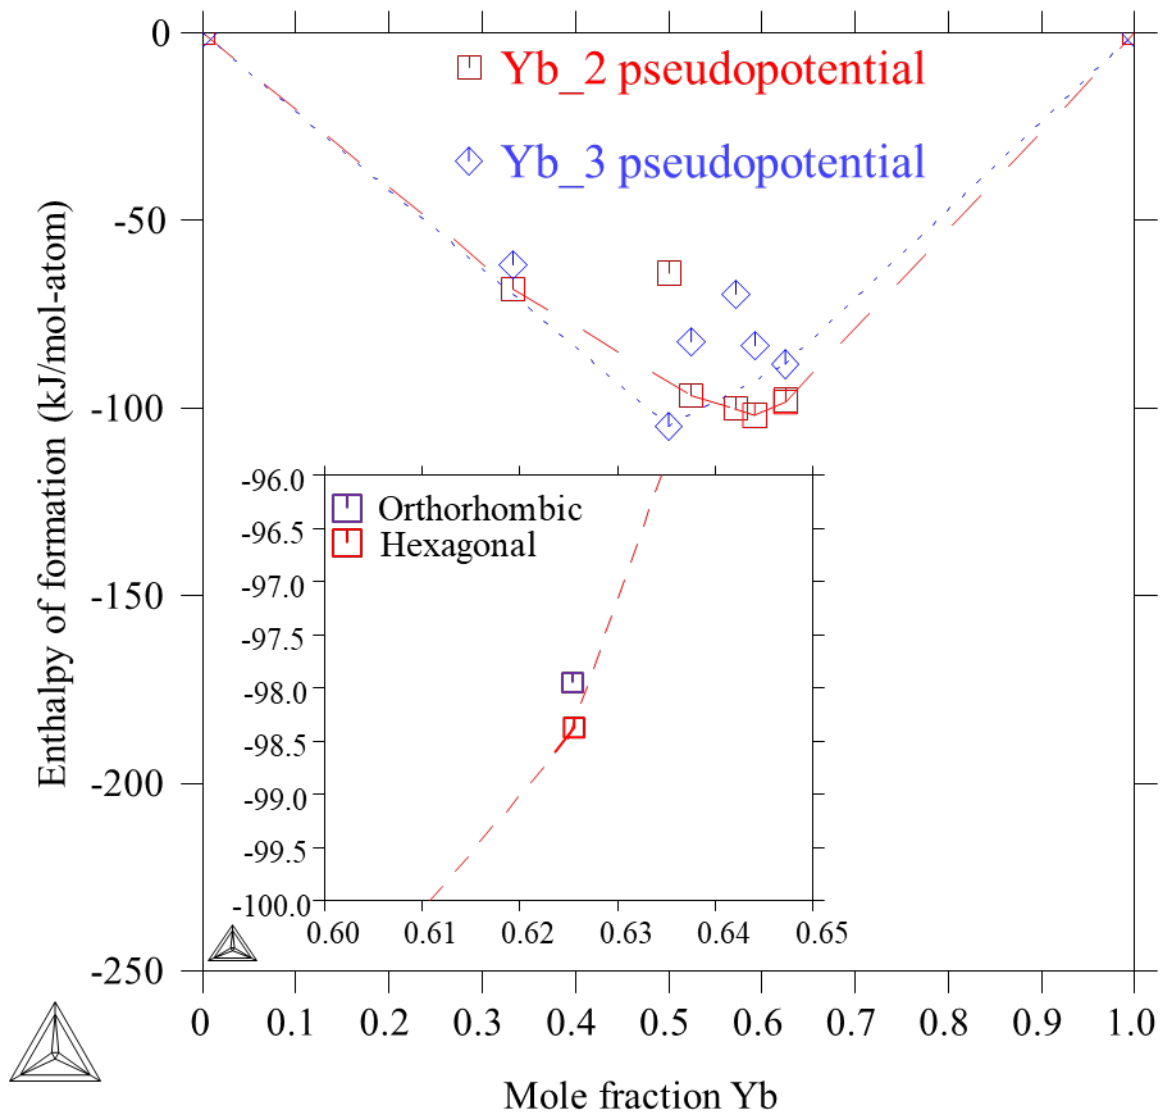 0
Yb_2 pseudopotential
Yb_3 pseudopotential
-50
-100
-150
-200
-250
Enthalpy of formation (kJ/mol-atom)
-96.0
Orthorhombic
-96.5
Hexagonal
-97.0
-97.5
-98.0
-98.5
-99.0
-99.5
-100.0
0.60 0.61 0.62 0.63 0.64 0.65
0 0.1 0.2 0.3 0.4 0.5 0.6 0.7 0.8 0.9 1.0
Mole fraction Yb